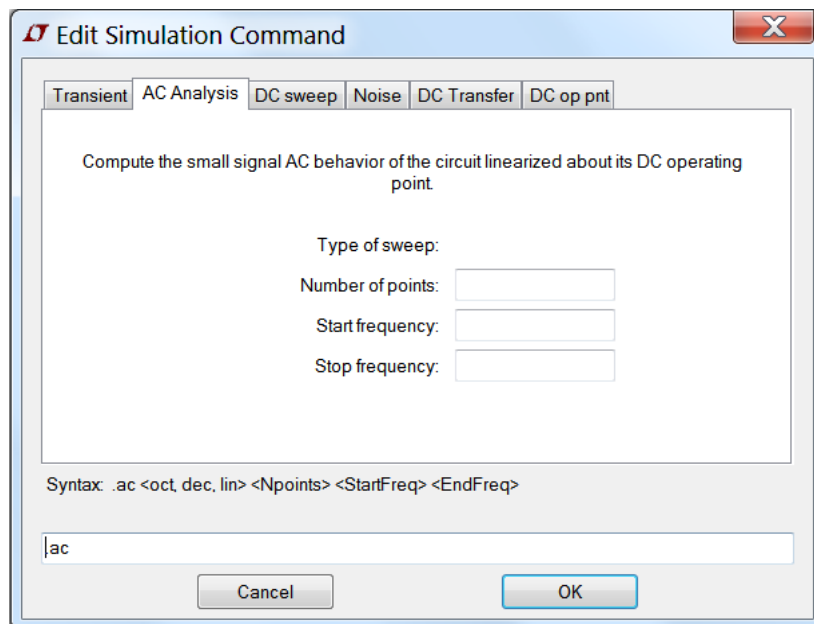 Edit Simulation Command
Transient AC Analysis DC sweep Noise DC Transfer DC op pnt
Compute the small signal AC behavior of the circuit linearized about its DC operating
point.
Type of sweep:
Number of points:
Start frequency:
Stop frequency:
Syntax: .ac <oct, dec, lin> <Npoints> <StartFreq> <EndFreq>
.ac
Cancel OK